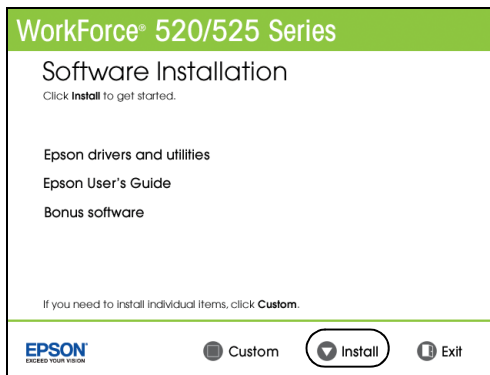 WorkForce® 520/525 Series
Software Installation
Click Install to get started.
Epson drivers and utilities
Epson User's Guide
Bonus software
If you need to install individual items, click Custom.
EPSON®
EXCEED YOUR VISION
Custom
Install
Exit